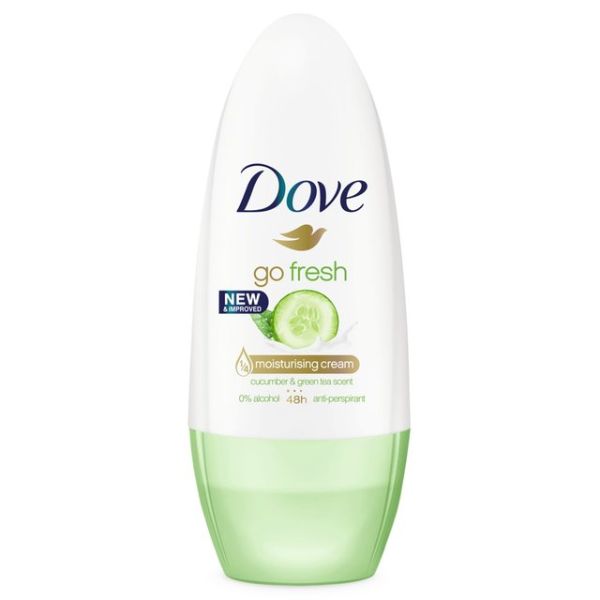 Dove
go fresh
NEW
& IMPROVED
1/4 moisturising cream
cucumber & green tea scent
0% alcohol 48h anti-perspirant